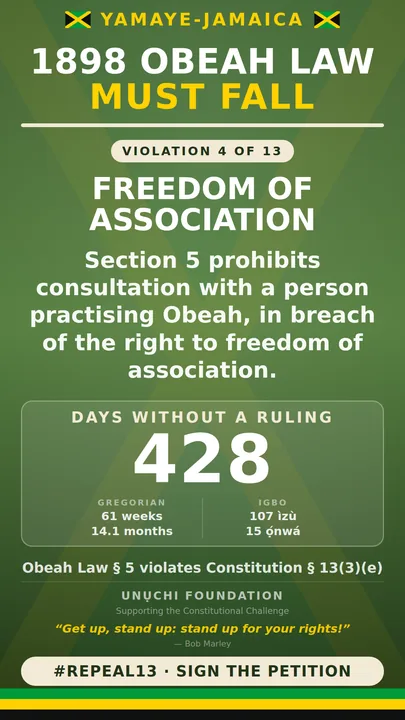 YAMAYE-JAMAICA
1898 OBEAH LAW
MUST FALL
VIOLATION 4 OF 13
FREEDOM OF
ASSOCIATION
Section 5 prohibits
consultation with a person
practising Obeah, in breach
of the right to freedom of
association.
DAYS WITHOUT A RULING
428
GREGORIAN
61 weeks
14.1 months
IGBO
107 ìzù
15 ọ́nwá
Obeah Law § 5 violates Constitution § 13(3)(e)
UNỤCHI FOUNDATION
Supporting the Constitutional Challenge
“Get up, stand up: stand up for your rights!”
— Bob Marley
#REPEAL13 · SIGN THE PETITION